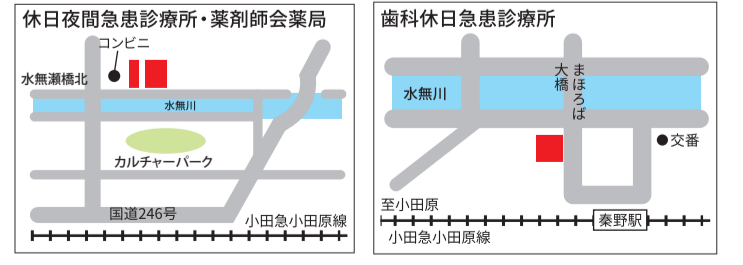 休日夜間急患診療所・薬剤師会薬局
コンビニ
水無瀬橋北
水無川
カルチャーパーク
国道246号
小田急小田原線
歯科休日急患診療所
まほろば
大橋
水無川
交番
至小田原
秦野駅
小田急小田原線